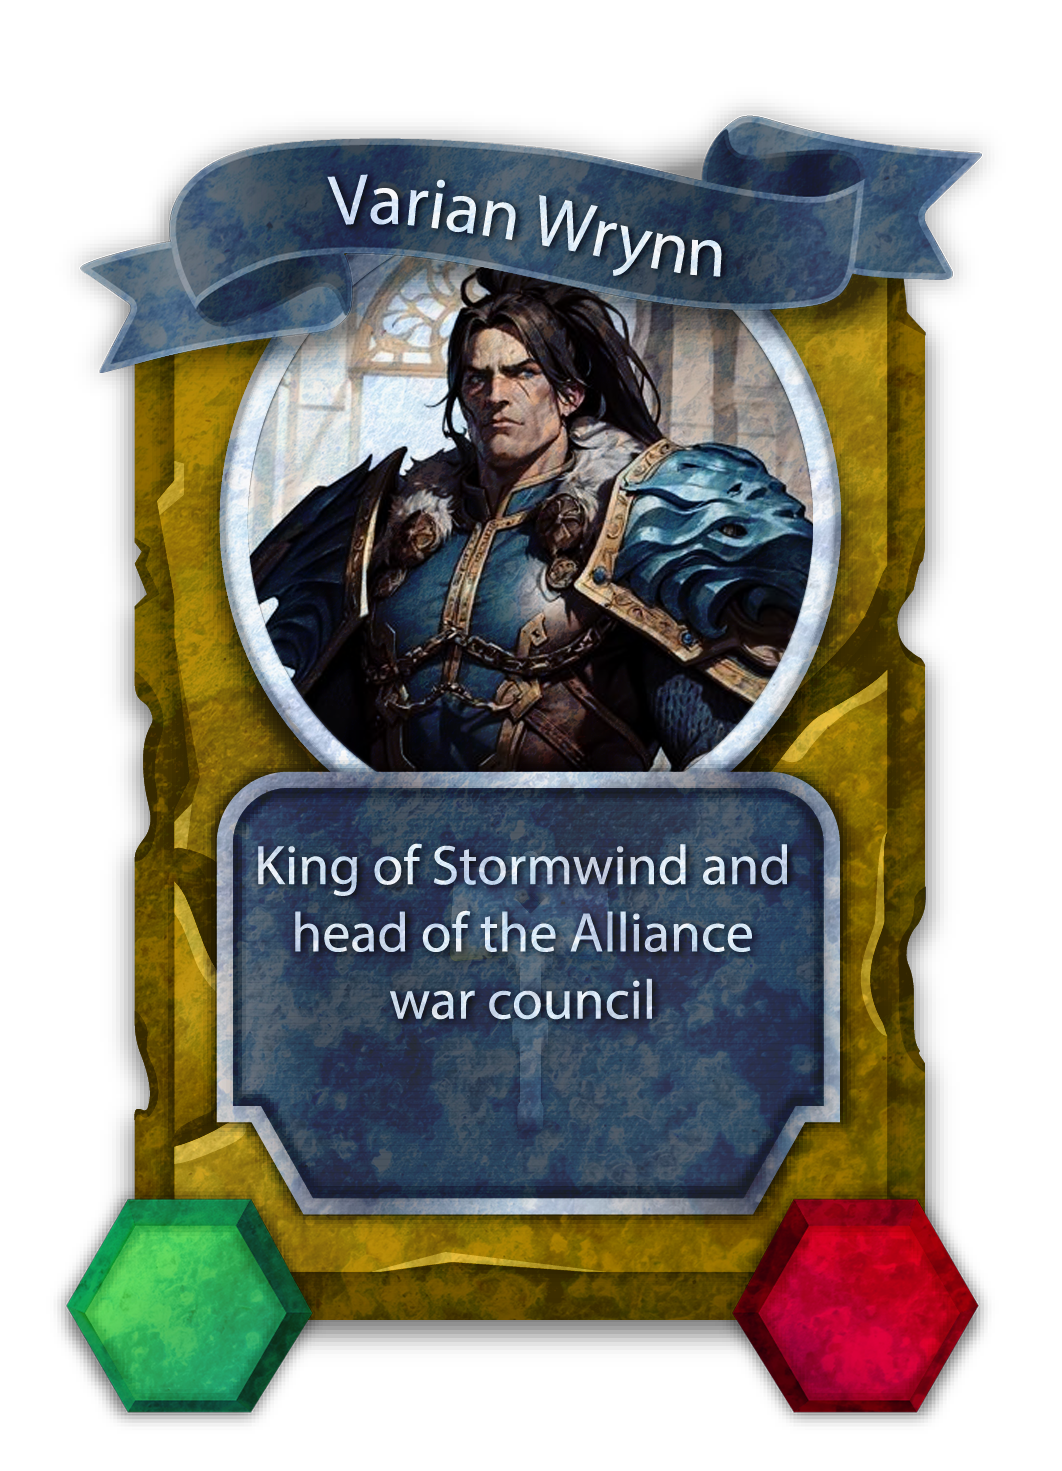 Varian Wrynn
King of Stormwind and
head of the Alliance
war council